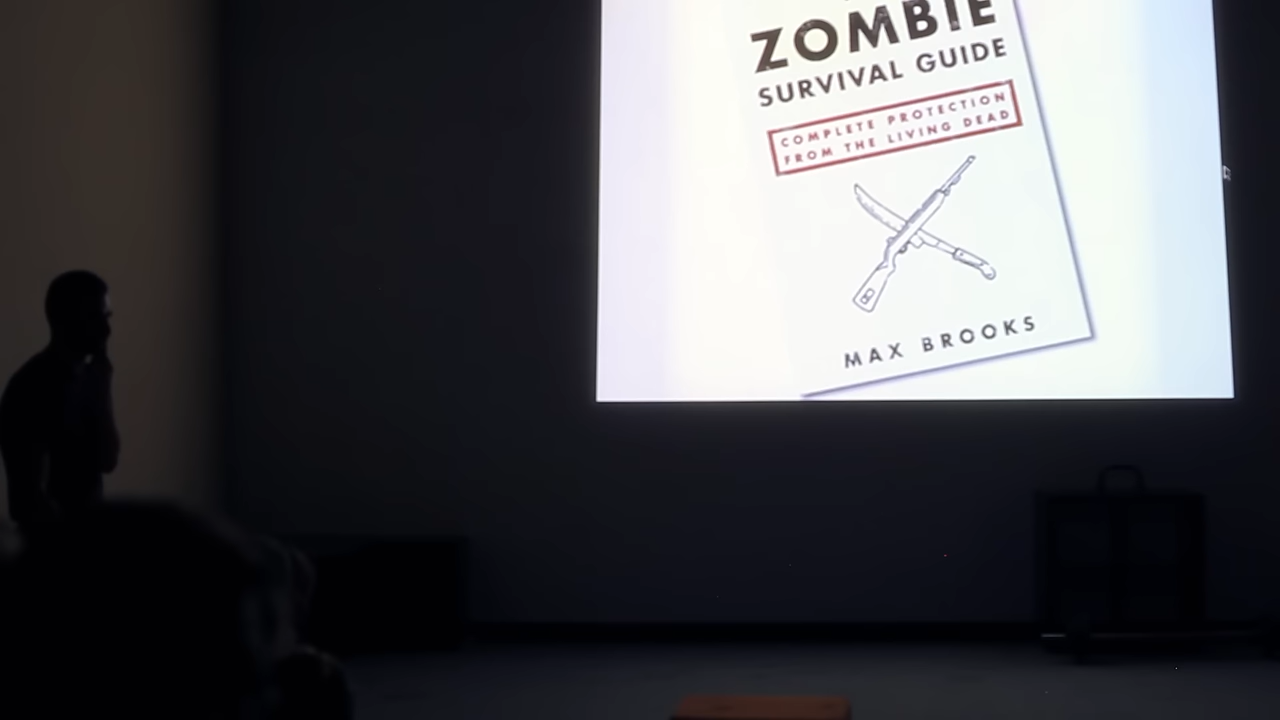 ZOMBIE
SURVIVAL GUIDE
COMPLETE PROTECTION
FROM THE LIVING DEAD
MAX BROOKS